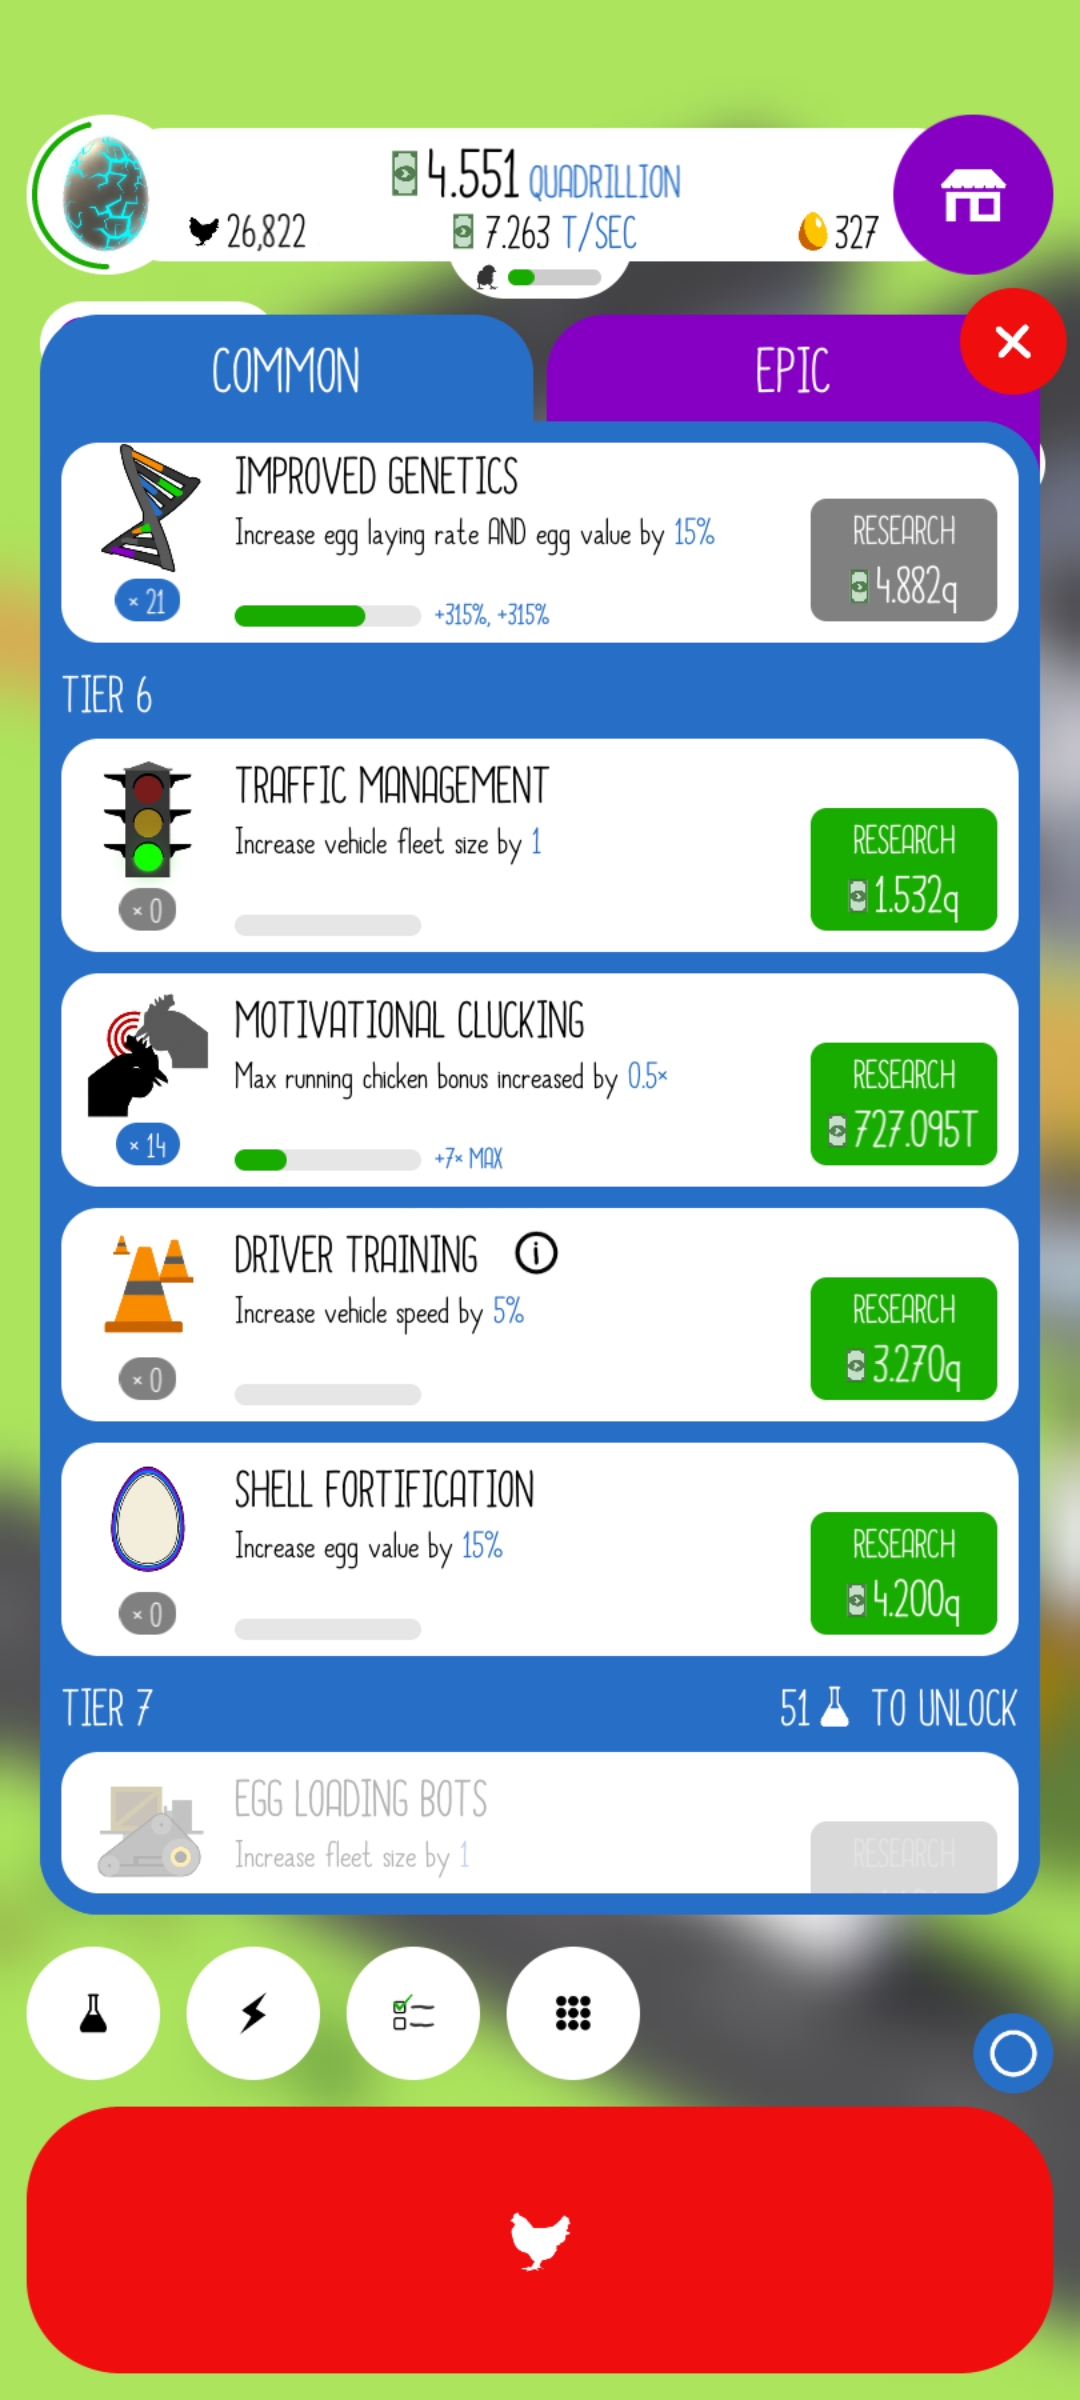 4.551 QUADRILLION
26,822
7.263 T/SEC
327
COMMON
EPIC
IMPROVED GENETICS
Increase egg laying rate AND egg value by 15%
RESEARCH
4.882q
× 21
+315%, +315%
TIER 6
TRAFFIC MANAGEMENT
Increase vehicle fleet size by 1
RESEARCH
1.532q
× 0
MOTIVATIONAL CLUCKING
Max running chicken bonus increased by 0.5×
RESEARCH
727.095T
× 14
+7× MAX
DRIVER TRAINING i
Increase vehicle speed by 5%
RESEARCH
3.270q
× 0
SHELL FORTIFICATION
Increase egg value by 15%
RESEARCH
4.200q
× 0
TIER 7
51 TO UNLOCK
EGG LOADING BOTS
Increase fleet size by 1
RESEARCH